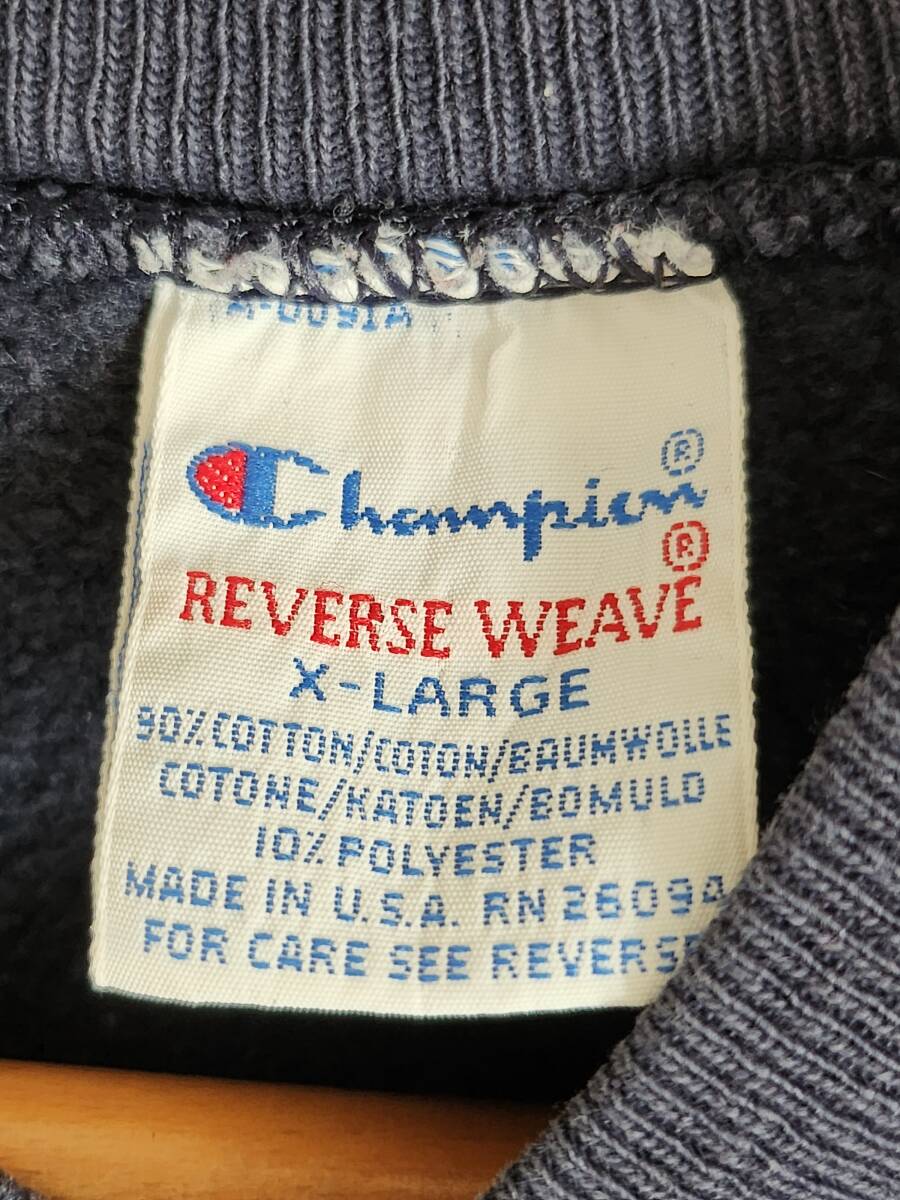 A-0091A
Champion ®
REVERSE WEAVE ®
X-LARGE
90% COTTON/COTON/BAUMWOLLE
COTONE/KATOEN/BOMULD
10% POLYESTER
MADE IN U.S.A. RN 26094
FOR CARE SEE REVERSE